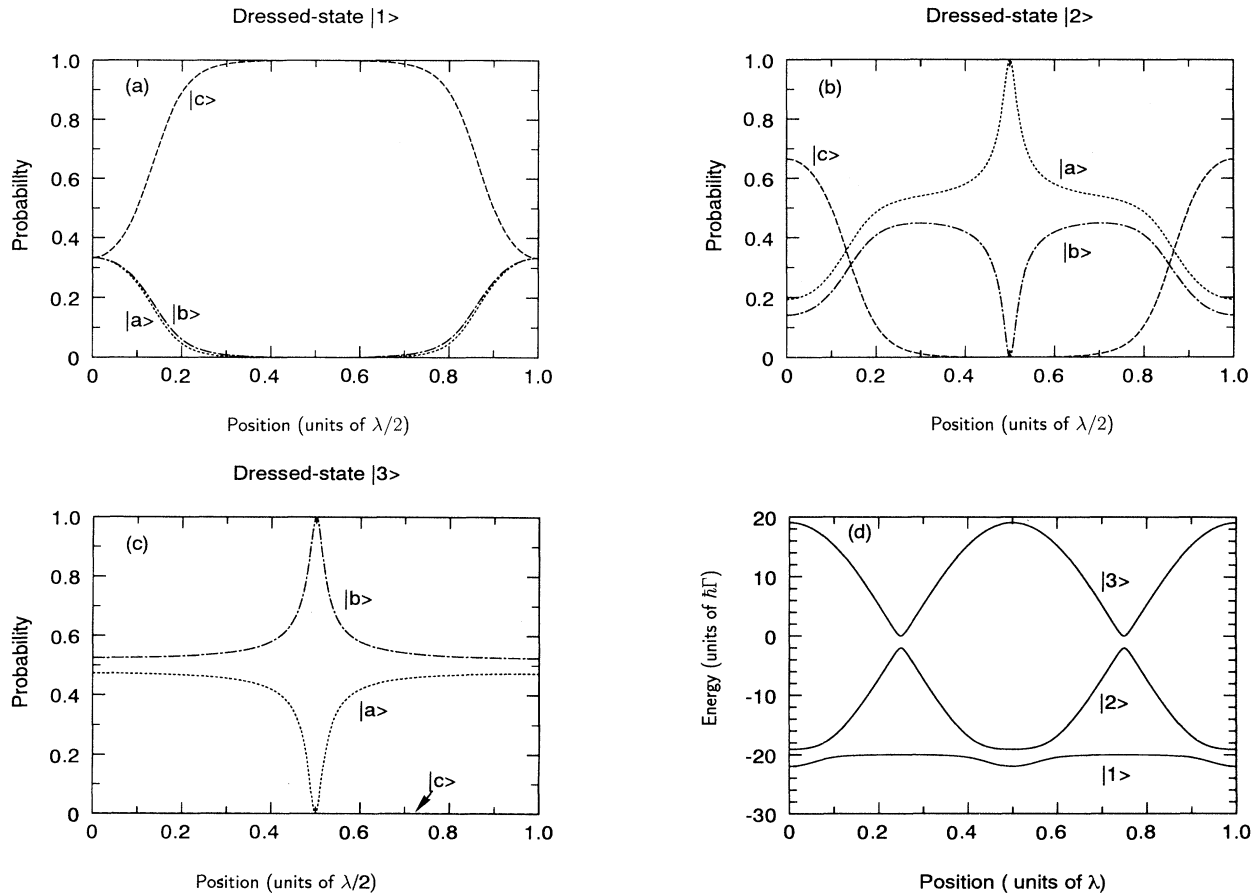 Dressed-state |1>
(a)
|c>
|a>
|b>
Probability
1.0
0.8
0.6
0.4
0.2
0
0 0.2 0.4 0.6 0.8 1.0
Position (units of λ/2)
Dressed-state |2>
(b)
|c>
|a>
|b>
Probability
1.0
0.8
0.6
0.4
0.2
0
0 0.2 0.4 0.6 0.8 1.0
Position (units of λ/2)
Dressed-state |3>
(c)
|b>
|a>
|c>
Probability
1.0
0.8
0.6
0.4
0.2
0
0 0.2 0.4 0.6 0.8 1.0
Position (units of λ/2)
(d)
|3>
|2>
|1>
Energy (units of ħΓ)
20
10
0
-10
-20
-30
0 0.2 0.4 0.6 0.8 1.0
Position ( units of λ)